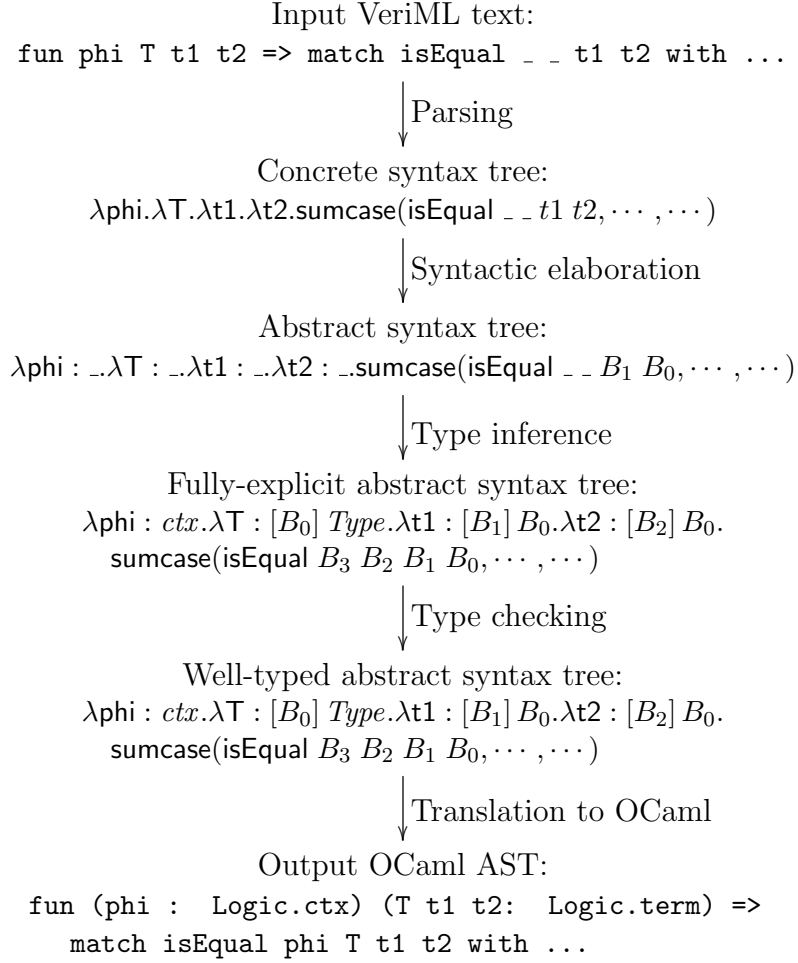 Input VeriML text:
fun phi T t1 t2 => match isEqual _ _ t1 t2 with ...
Parsing
Concrete syntax tree:
λphi.λT.λt1.λt2.sumcase(isEqual _ _ t1 t2, ··· , ···)
Syntactic elaboration
Abstract syntax tree:
λphi : _.λT : _.λt1 : _.λt2 : _.sumcase(isEqual _ _ B₁ B₀, ··· , ···)
Type inference
Fully-explicit abstract syntax tree:
λphi : ctx.λT : [B₀] Type.λt1 : [B₁] B₀.λt2 : [B₂] B₀.
sumcase(isEqual B₃ B₂ B₁ B₀, ··· , ···)
Type checking
Well-typed abstract syntax tree:
λphi : ctx.λT : [B₀] Type.λt1 : [B₁] B₀.λt2 : [B₂] B₀.
sumcase(isEqual B₃ B₂ B₁ B₀, ··· , ···)
Translation to OCaml
Output OCaml AST:
fun (phi : Logic.ctx) (T t1 t2: Logic.term) =>
match isEqual phi T t1 t2 with ...